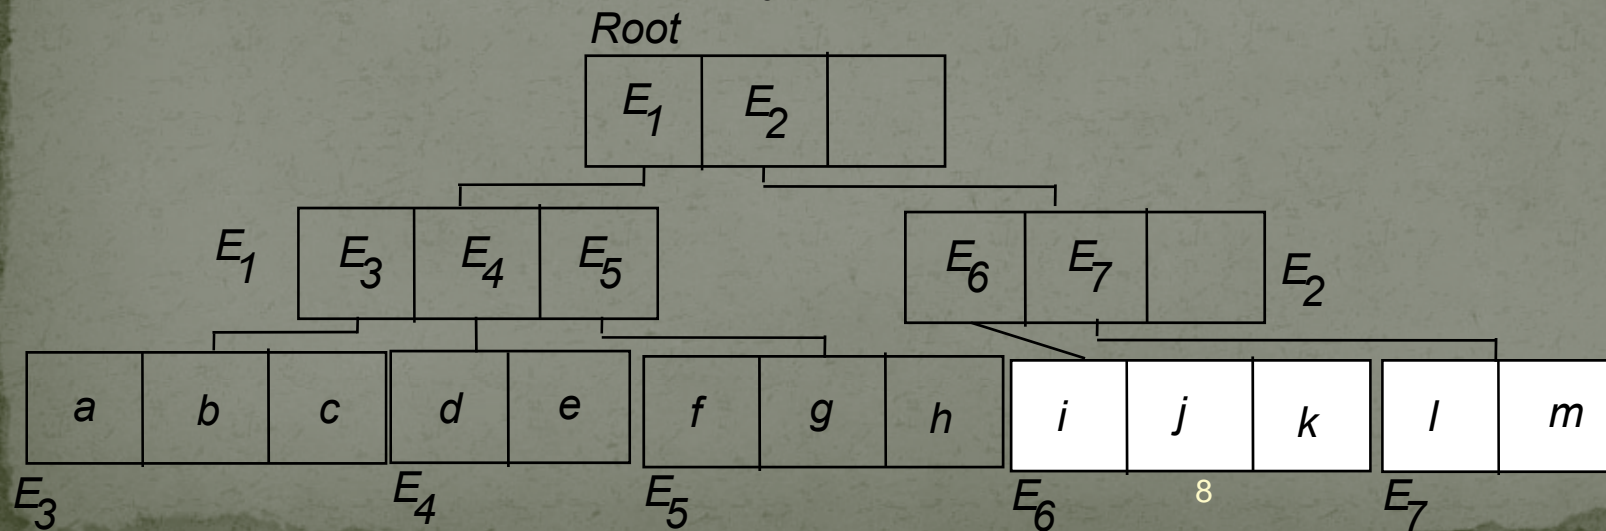 Root
E1 E2
E1 E3 E4 E5 E6 E7 E2
a b c d e f g h i j k l m
E3 E4 E5 E6 8 E7